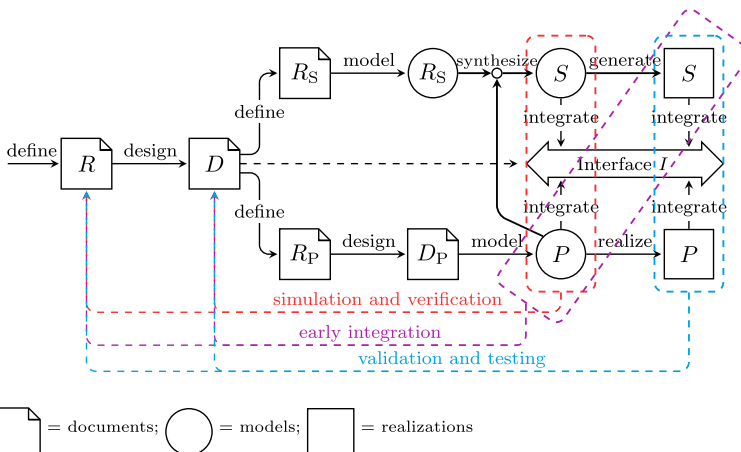 model synthesize generate
R_S R_S S S
define integrate integrate
define design
R D Interface I
define integrate integrate
design model realize
R_P D_P P P
simulation and verification
early integration
validation and testing
= documents; = models; = realizations